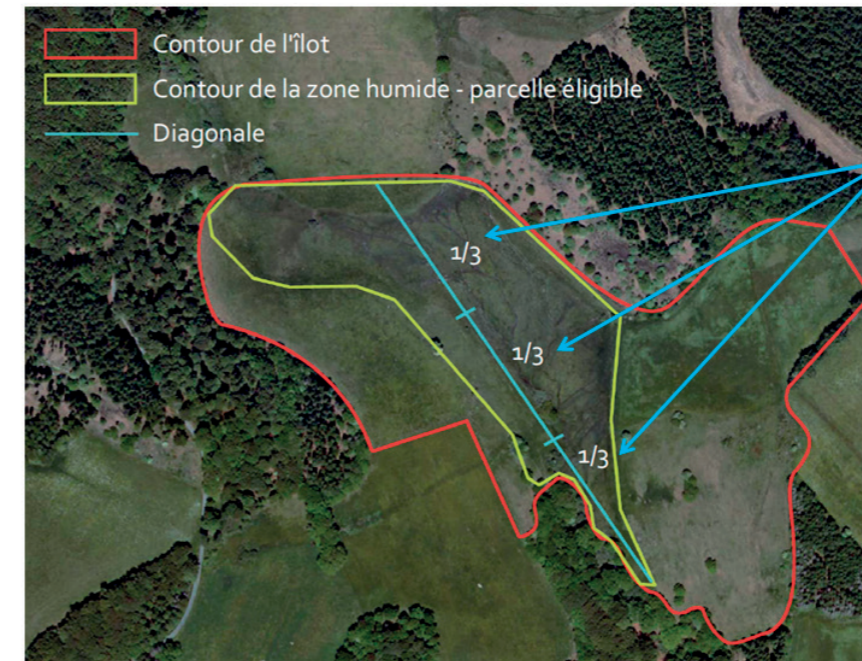 Contour de l'îlot
Contour de la zone humide - parcelle éligible
Diagonale
1/3
1/3
1/3